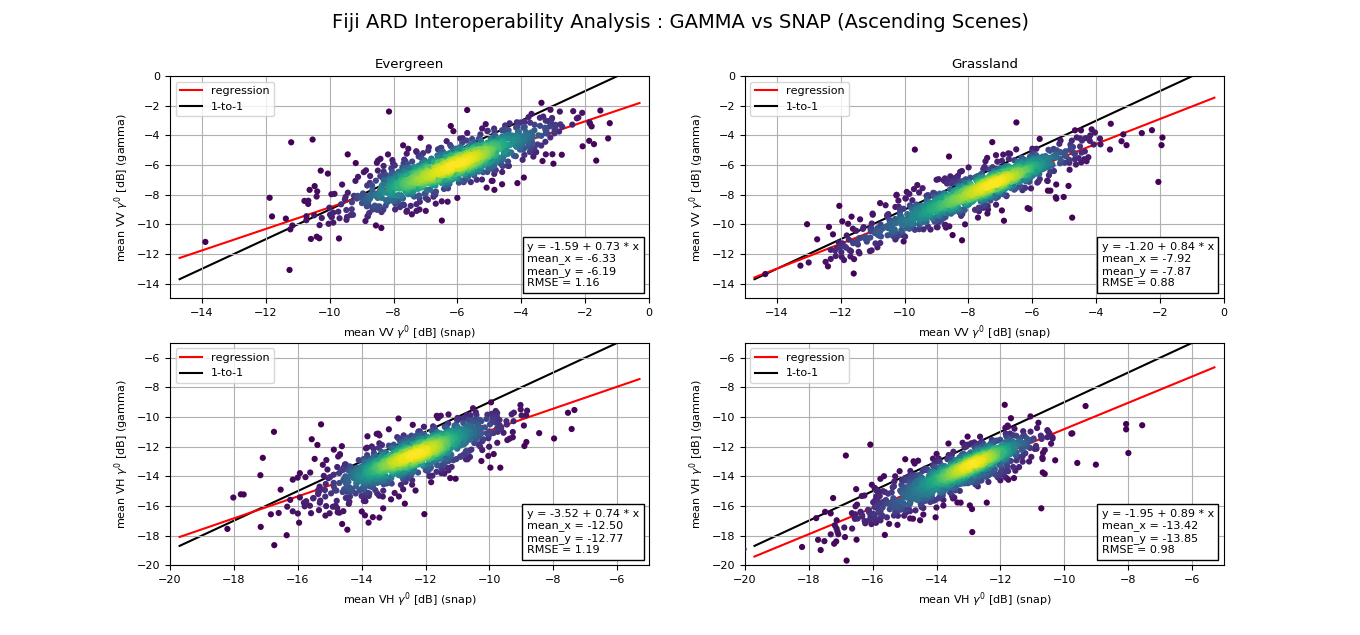 Fiji ARD Interoperability Analysis : GAMMA vs SNAP (Ascending Scenes)
Evergreen
regression
1-to-1
0
−2
−4
−6
−8
−10
−12
−14
mean VV γ⁰ [dB] (gamma)
y = -1.59 + 0.73 * x
mean_x = -6.33
mean_y = -6.19
RMSE = 1.16
−14 −12 −10 −8 −6 −4 −2 0
mean VV γ⁰ [dB] (snap)
Grassland
regression
1-to-1
0
−2
−4
−6
−8
−10
−12
−14
mean VV γ⁰ [dB] (gamma)
y = -1.20 + 0.84 * x
mean_x = -7.92
mean_y = -7.87
RMSE = 0.88
−14 −12 −10 −8 −6 −4 −2 0
mean VV γ⁰ [dB] (snap)
regression
1-to-1
−6
−8
−10
−12
−14
−16
−18
−20
mean VH γ⁰ [dB] (gamma)
y = -3.52 + 0.74 * x
mean_x = -12.50
mean_y = -12.77
RMSE = 1.19
−20 −18 −16 −14 −12 −10 −8 −6
mean VH γ⁰ [dB] (snap)
regression
1-to-1
−6
−8
−10
−12
−14
−16
−18
−20
mean VH γ⁰ [dB] (gamma)
y = -1.95 + 0.89 * x
mean_x = -13.42
mean_y = -13.85
RMSE = 0.98
−20 −18 −16 −14 −12 −10 −8 −6
mean VH γ⁰ [dB] (snap)